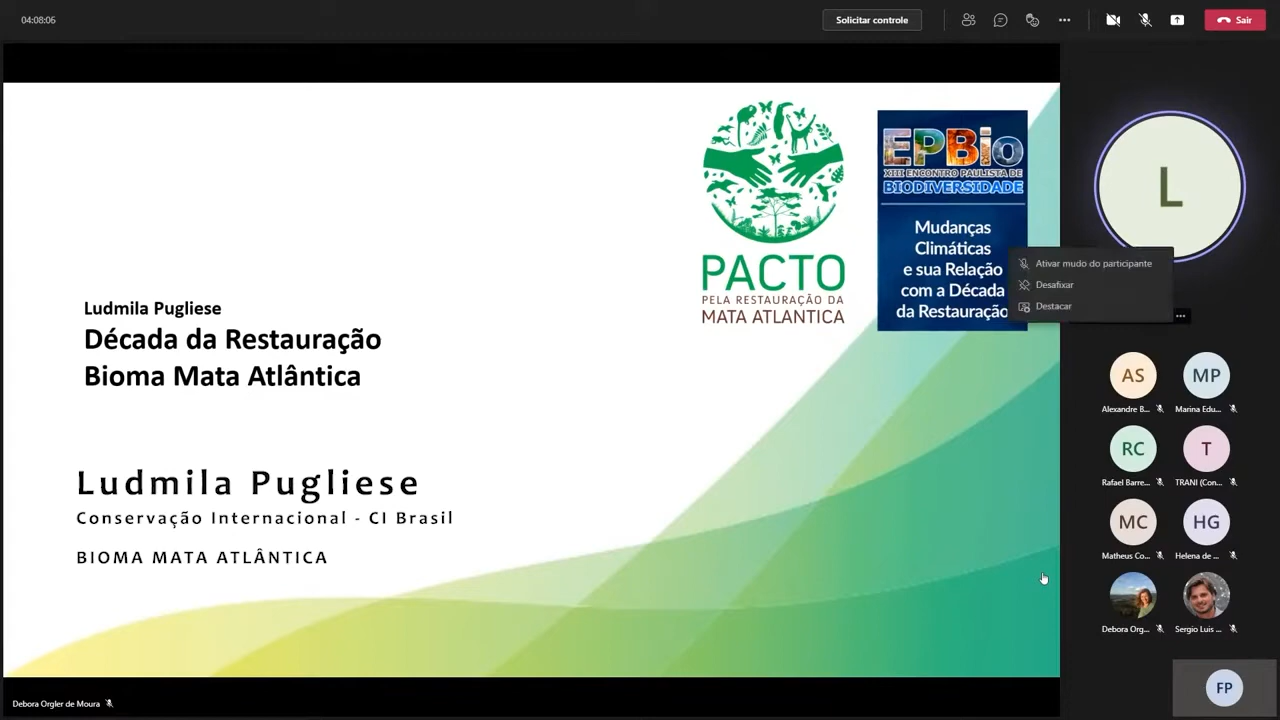 04:08:06
Solicitar controle
Sair
PACTO
PELA RESTAURAÇÃO DA
MATA ATLANTICA
EPBio
XIII ENCONTRO PAULISTA DE
BIODIVERSIDADE
Mudanças
Climáticas
e sua Relação
com a Década
da Restauração
L
Ativar mudo do participante
Desafixar
Destacar
Ludmila Pugliese
Década da Restauração
Bioma Mata Atlântica
Ludmila Pugliese
Conservação Internacional - CI Brasil
BIOMA MATA ATLÂNTICA
AS
MP
Alexandre B...
Marina Edu...
RC
T
Rafael Barre...
TRANI (Con...
MC
HG
Matheus Co...
Helena de ...
Debora Org...
Sergio Luis ...
FP
Debora Orgler de Moura